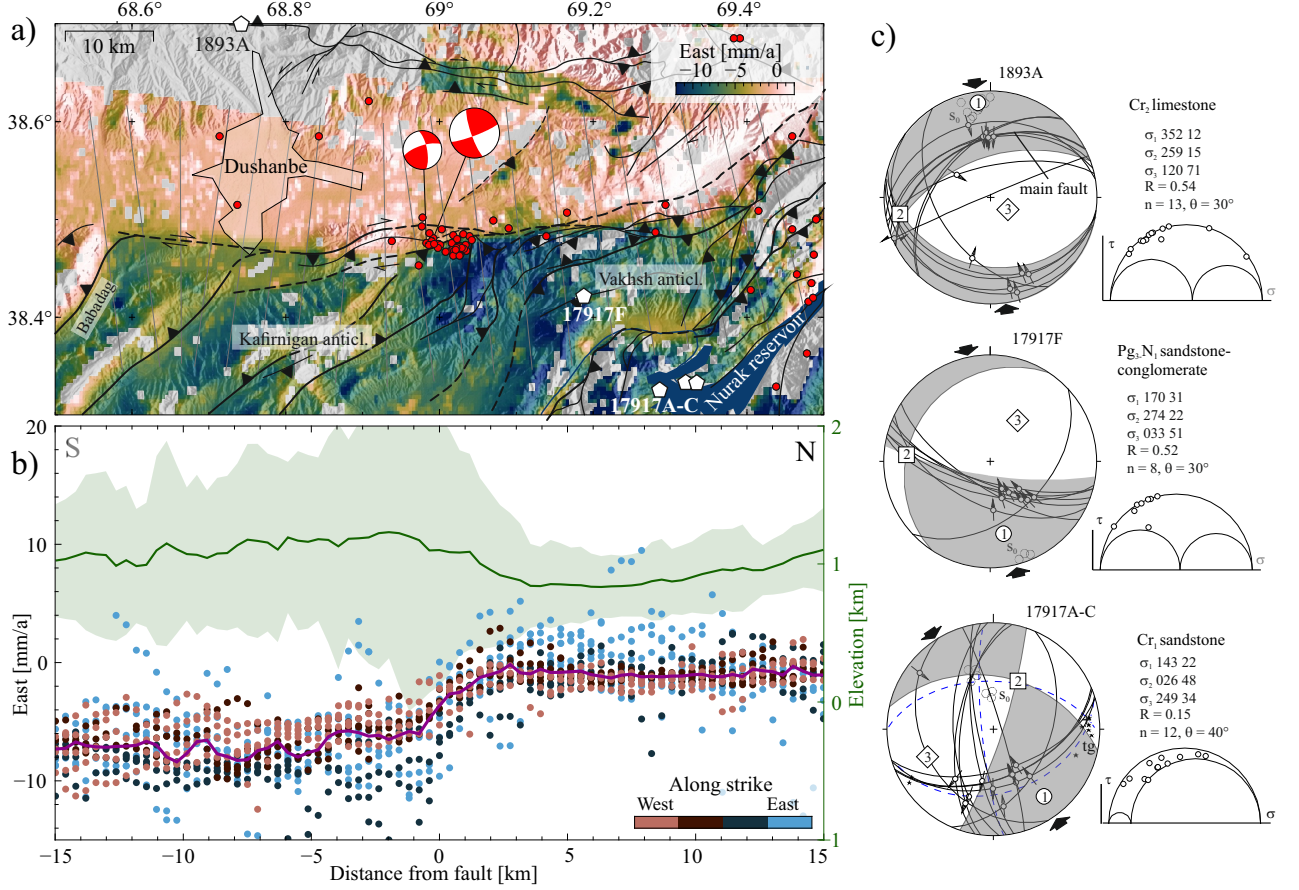 a)
68.6°
68.8°
69°
69.2°
69.4°
10 km
1893A
East [mm/a]
−10 −5 0
38.6°
Dushanbe
38.4°
Babadag
Kafirnigan anticl.
Vakhsh anticl.
17917F
Nurak reservoir
17917A-C
b)
S
N
20
10
0
−10
East [mm/a]
2
1
0
−1
Elevation [km]
Along strike
West East
−15 −10 −5 0 5 10 15
Distance from fault [km]
c)
1893A
1
s₀
main fault
2
3
Cr₂ limestone
σ₁ 352 12
σ₂ 259 15
σ₃ 120 71
R = 0.54
n = 13, θ = 30°
τ
σ
17917F
3
2
1
s₀
Pg₃-N₁ sandstone-
conglomerate
σ₁ 170 31
σ₂ 274 22
σ₃ 033 51
R = 0.52
n = 8, θ = 30°
τ
σ
17917A-C
2
s₀
tg
3
1
Cr₁ sandstone
σ₁ 143 22
σ₂ 026 48
σ₃ 249 34
R = 0.15
n = 12, θ = 40°
τ
σ